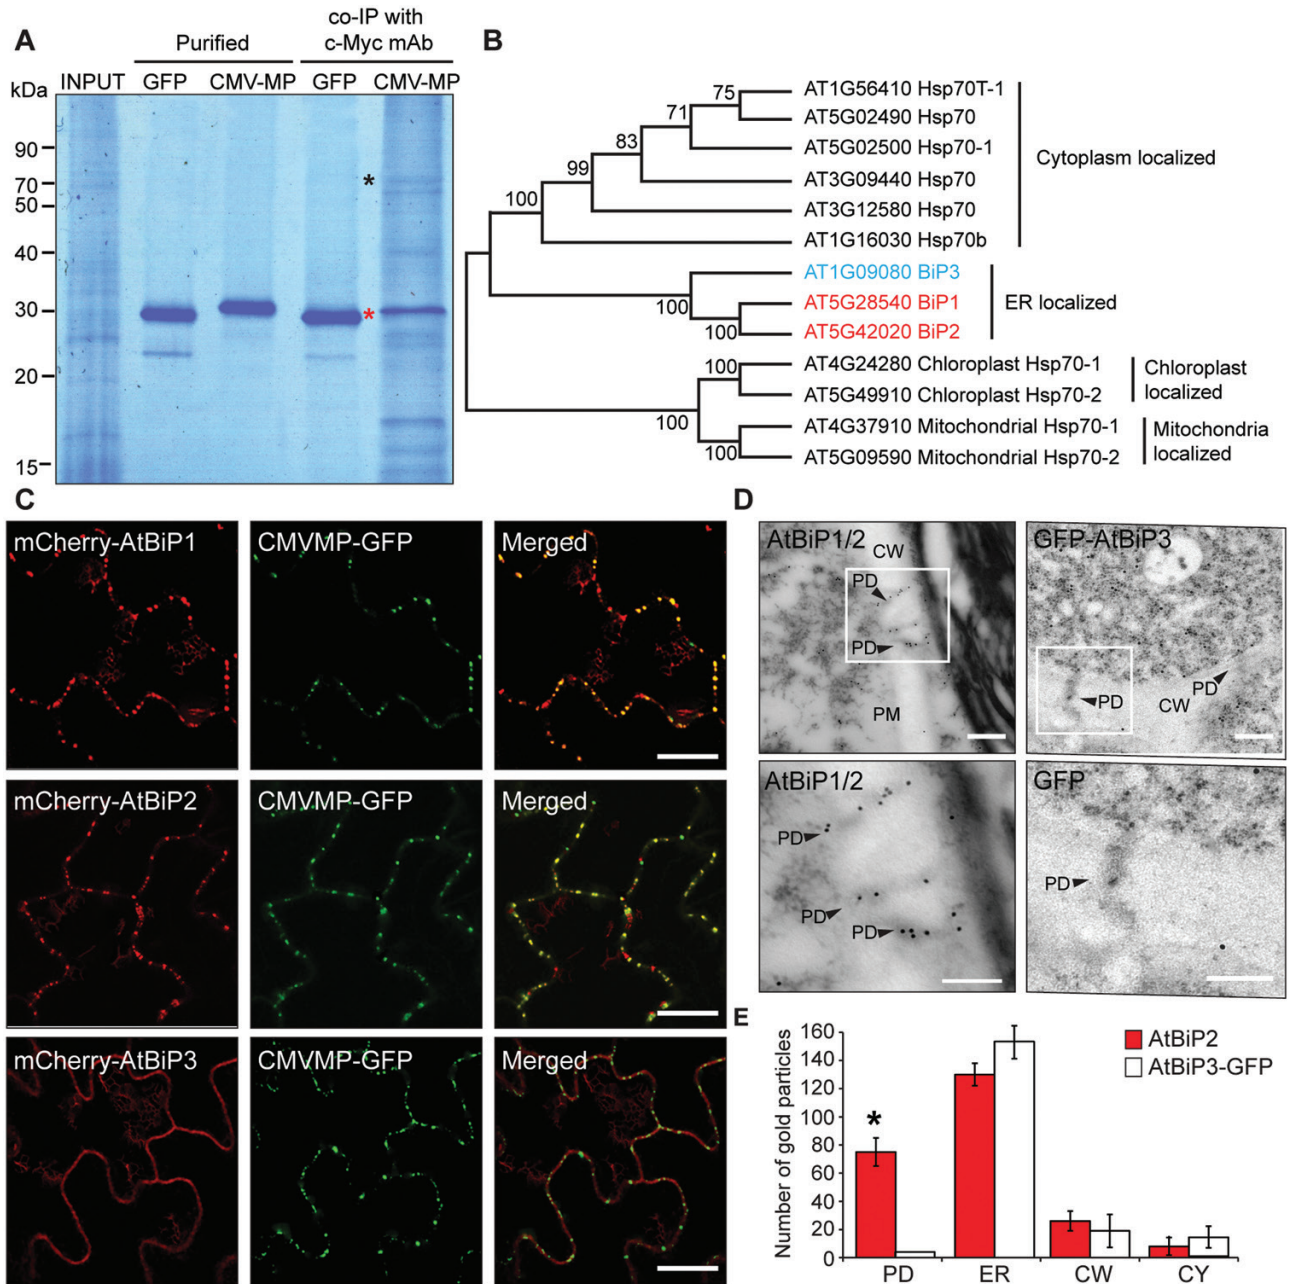 A
co-IP with
Purified
c-Myc mAb
kDa
INPUT
GFP
CMV-MP
GFP
CMV-MP
90
70
50
40
30
20
15
*
*
B
75
71
83
99
100
100
100
100
100
100
AT1G56410 Hsp70T-1
AT5G02490 Hsp70
AT5G02500 Hsp70-1
AT3G09440 Hsp70
AT3G12580 Hsp70
AT1G16030 Hsp70b
AT1G09080 BiP3
AT5G28540 BiP1
AT5G42020 BiP2
AT4G24280 Chloroplast Hsp70-1
AT5G49910 Chloroplast Hsp70-2
AT4G37910 Mitochondrial Hsp70-1
AT5G09590 Mitochondrial Hsp70-2
Cytoplasm localized
ER localized
Chloroplast
localized
Mitochondria
localized
C
mCherry-AtBiP1
CMVMP-GFP
Merged
mCherry-AtBiP2
CMVMP-GFP
Merged
mCherry-AtBiP3
CMVMP-GFP
Merged
D
AtBiP1/2
CW
PD
PD
PM
GFP-AtBiP3
PD
PD
CW
AtBiP1/2
PD
PD
PD
GFP
PD
E
Number of gold particles
160
140
120
100
80
60
40
20
0
*
AtBiP2
AtBiP3-GFP
PD
ER
CW
CY